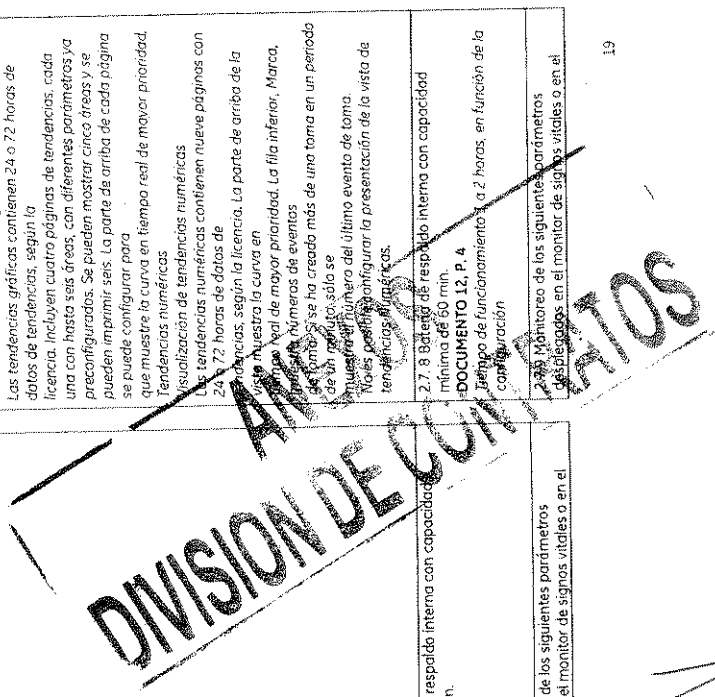 Las tendencias gráficas contienen 24 o 72 horas de
datos de tendencias, según la
licencia. Incluyen cuatro páginas de tendencias, cada
una con hasta seis áreas, con diferentes parámetros ya
preconfigurados. Se pueden mostrar cinco áreas y se
pueden imprimir seis. La parte de arriba de cada página
se puede configurar para
que muestre la curva en tiempo real de mayor prioridad.
Tendencias numéricas
Visualización de tendencias numéricas
Las tendencias numéricas contienen nueve páginas con
24 o 72 horas de datos de
tendencias, según la licencia. La parte de arriba de la
vista muestra la curva en
tiempo real de mayor prioridad. La fila inferior, Marca,
muestra números de eventos
de toma. Si se ha creado más de una toma en un periodo
de un minuto, sólo se
muestra el número del último evento de toma.
No es posible configurar la presentación de la vista de
tendencias numéricas.
2.7. 8 Batería de respaldo interna con capacidad
mínima de 60 min.
DOCUMENTO 12, P. 4
Tiempo de funcionamiento a 2 horas, en función de la
configuración
2.7.9 Monitoreo de los siguientes parámetros
desplegados en el monitor de signos vitales o en el
19
respaldo interna con capacidad
n.
de los siguientes parámetros
el monitor de signos vitales o en el
DIVISION DE CONTRATOS